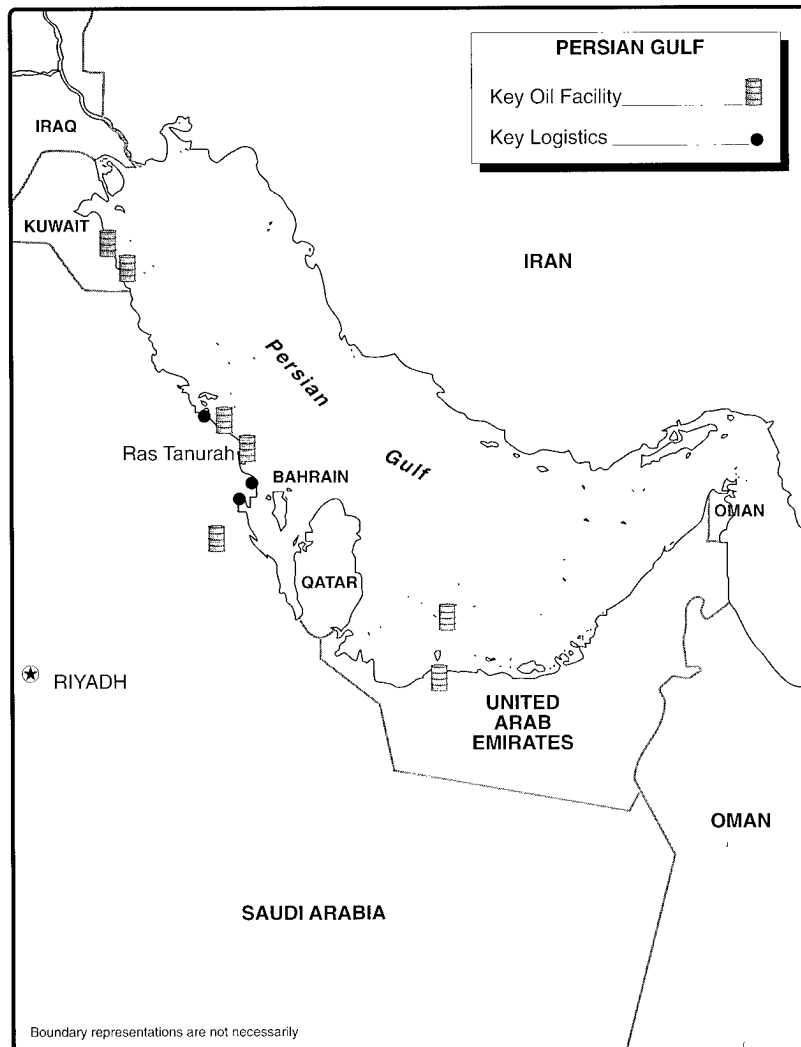 PERSIAN GULF
Key Oil Facility
Key Logistics
IRAQ
KUWAIT
IRAN
Persian
Gulf
Ras Tanurah
BAHRAIN
OMAN
QATAR
RIYADH
UNITED
ARAB
EMIRATES
OMAN
SAUDI ARABIA
Boundary representations are not necessarily